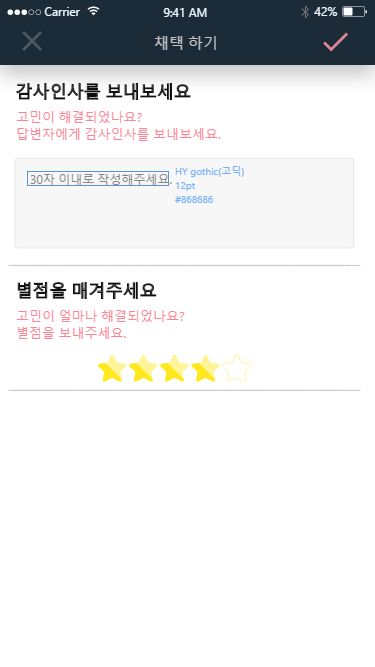 Carrier 9:41 AM 42%
채택 하기
감사인사를 보내보세요
고민이 해결되었나요?
답변자에게 감사인사를 보내보세요.
30자 이내로 작성해주세요.
HY gothic(고딕)
12pt
#868686
별점을 매겨주세요
고민이 얼마나 해결되었나요?
별점을 보내주세요.